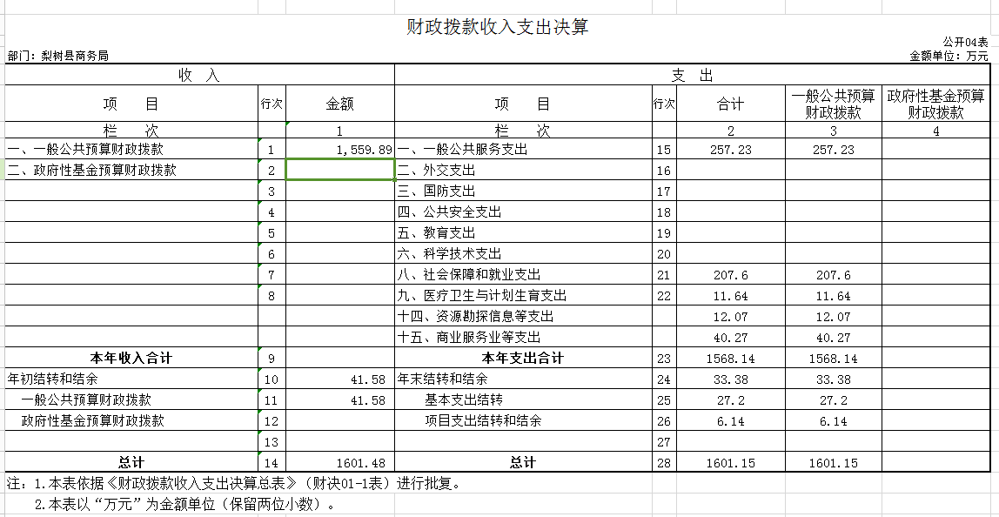 财政拨款收入支出决算
公开04表
部门：梨树县商务局 金额单位：万元
收 入 支 出
项 目 行次 金额 项 目 行次 合计 一般公共预算财政拨款 政府性基金预算财政拨款
栏 次 1 栏 次 2 3 4
一、一般公共预算财政拨款 1 1,559.89 一、一般公共服务支出 15 257.23 257.23
二、政府性基金预算财政拨款 2 二、外交支出 16
3 三、国防支出 17
4 四、公共安全支出 18
5 五、教育支出 19
6 六、科学技术支出 20
7 八、社会保障和就业支出 21 207.6 207.6
8 九、医疗卫生与计划生育支出 22 11.64 11.64
十四、资源勘探信息等支出 12.07 12.07
十五、商业服务业等支出 40.27 40.27
本年收入合计 9 本年支出合计 23 1568.14 1568.14
年初结转和结余 10 41.58 年末结转和结余 24 33.38 33.38
一般公共预算财政拨款 11 41.58 基本支出结转 25 27.2 27.2
政府性基金预算财政拨款 12 项目支出结转和结余 26 6.14 6.14
13 27
总计 14 1601.48 总计 28 1601.15 1601.15
注：1.本表依据《财政拨款收入支出决算总表》（财决01-1表）进行批复。
2.本表以“万元”为金额单位（保留两位小数）。